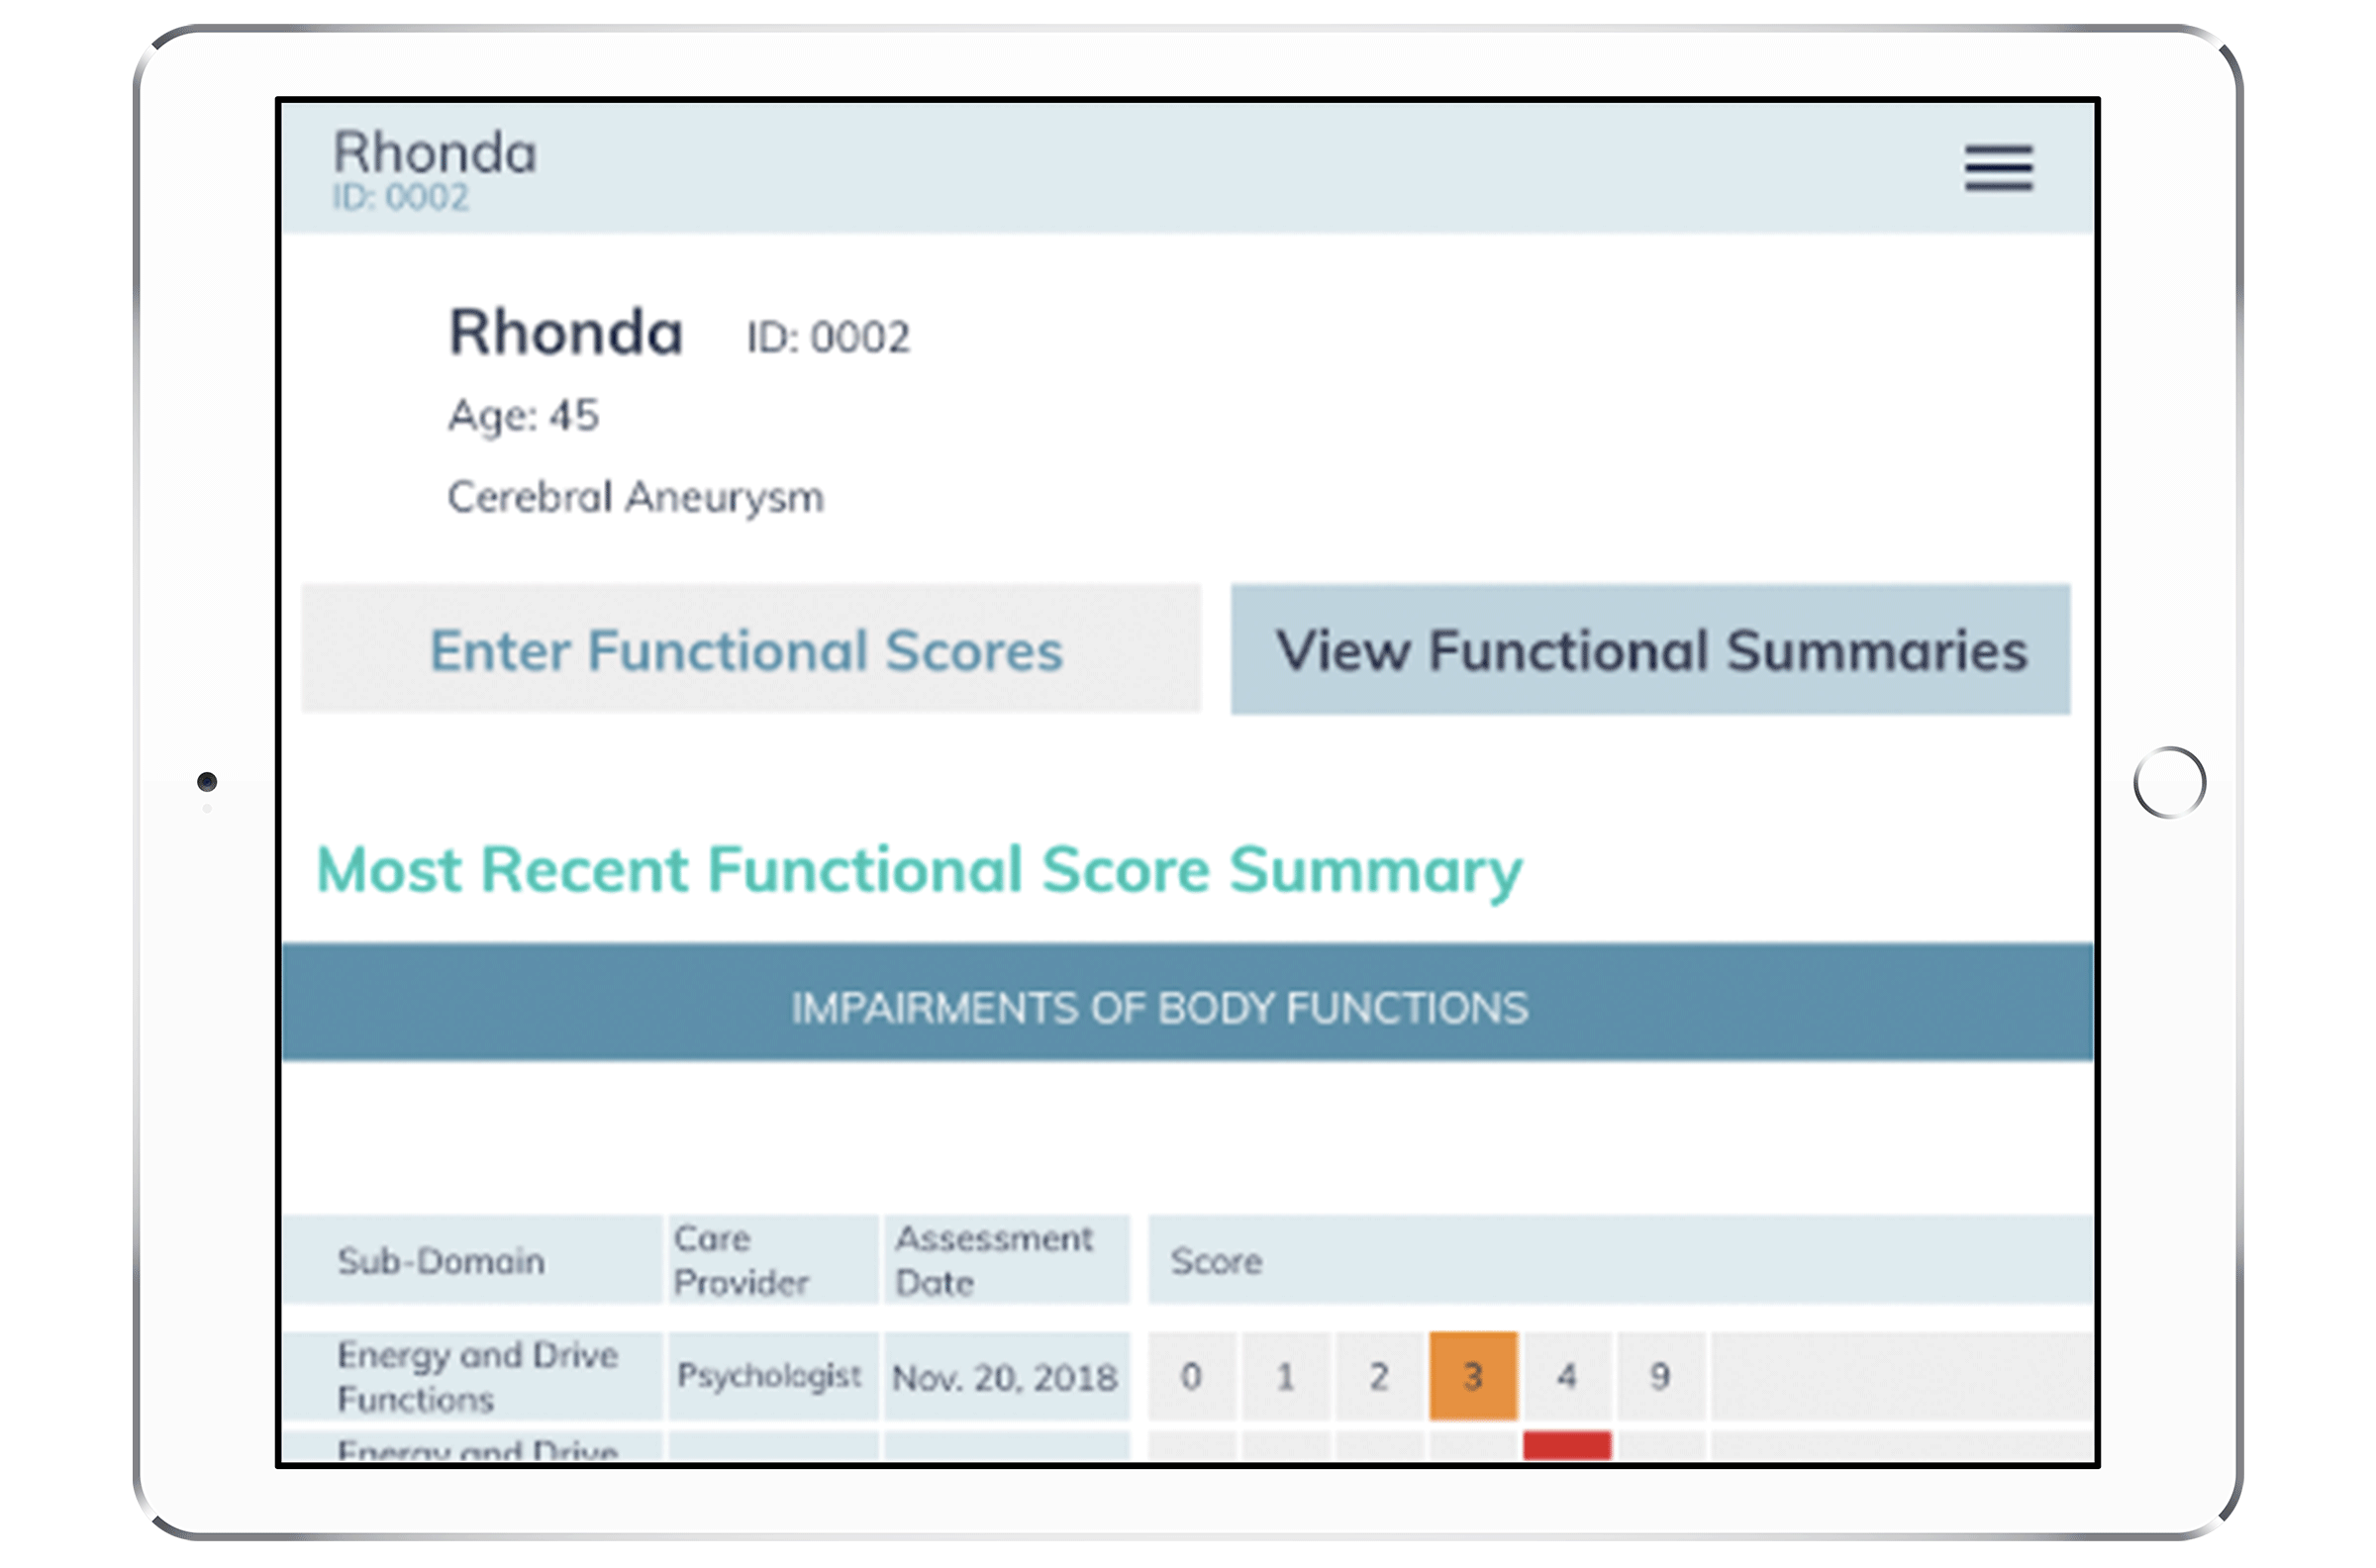 Rhonda
ID: 0002
Rhonda ID: 0002
Age: 45
Cerebral Aneurysm
Enter Functional Scores View Functional Summaries
Most Recent Functional Score Summary
IMPAIRMENTS OF BODY FUNCTIONS
Sub-Domain Care Provider Assessment Date Score
Energy and Drive Functions Psychologist Nov. 20, 2018 0 1 2 3 4 9
Energy and Drive